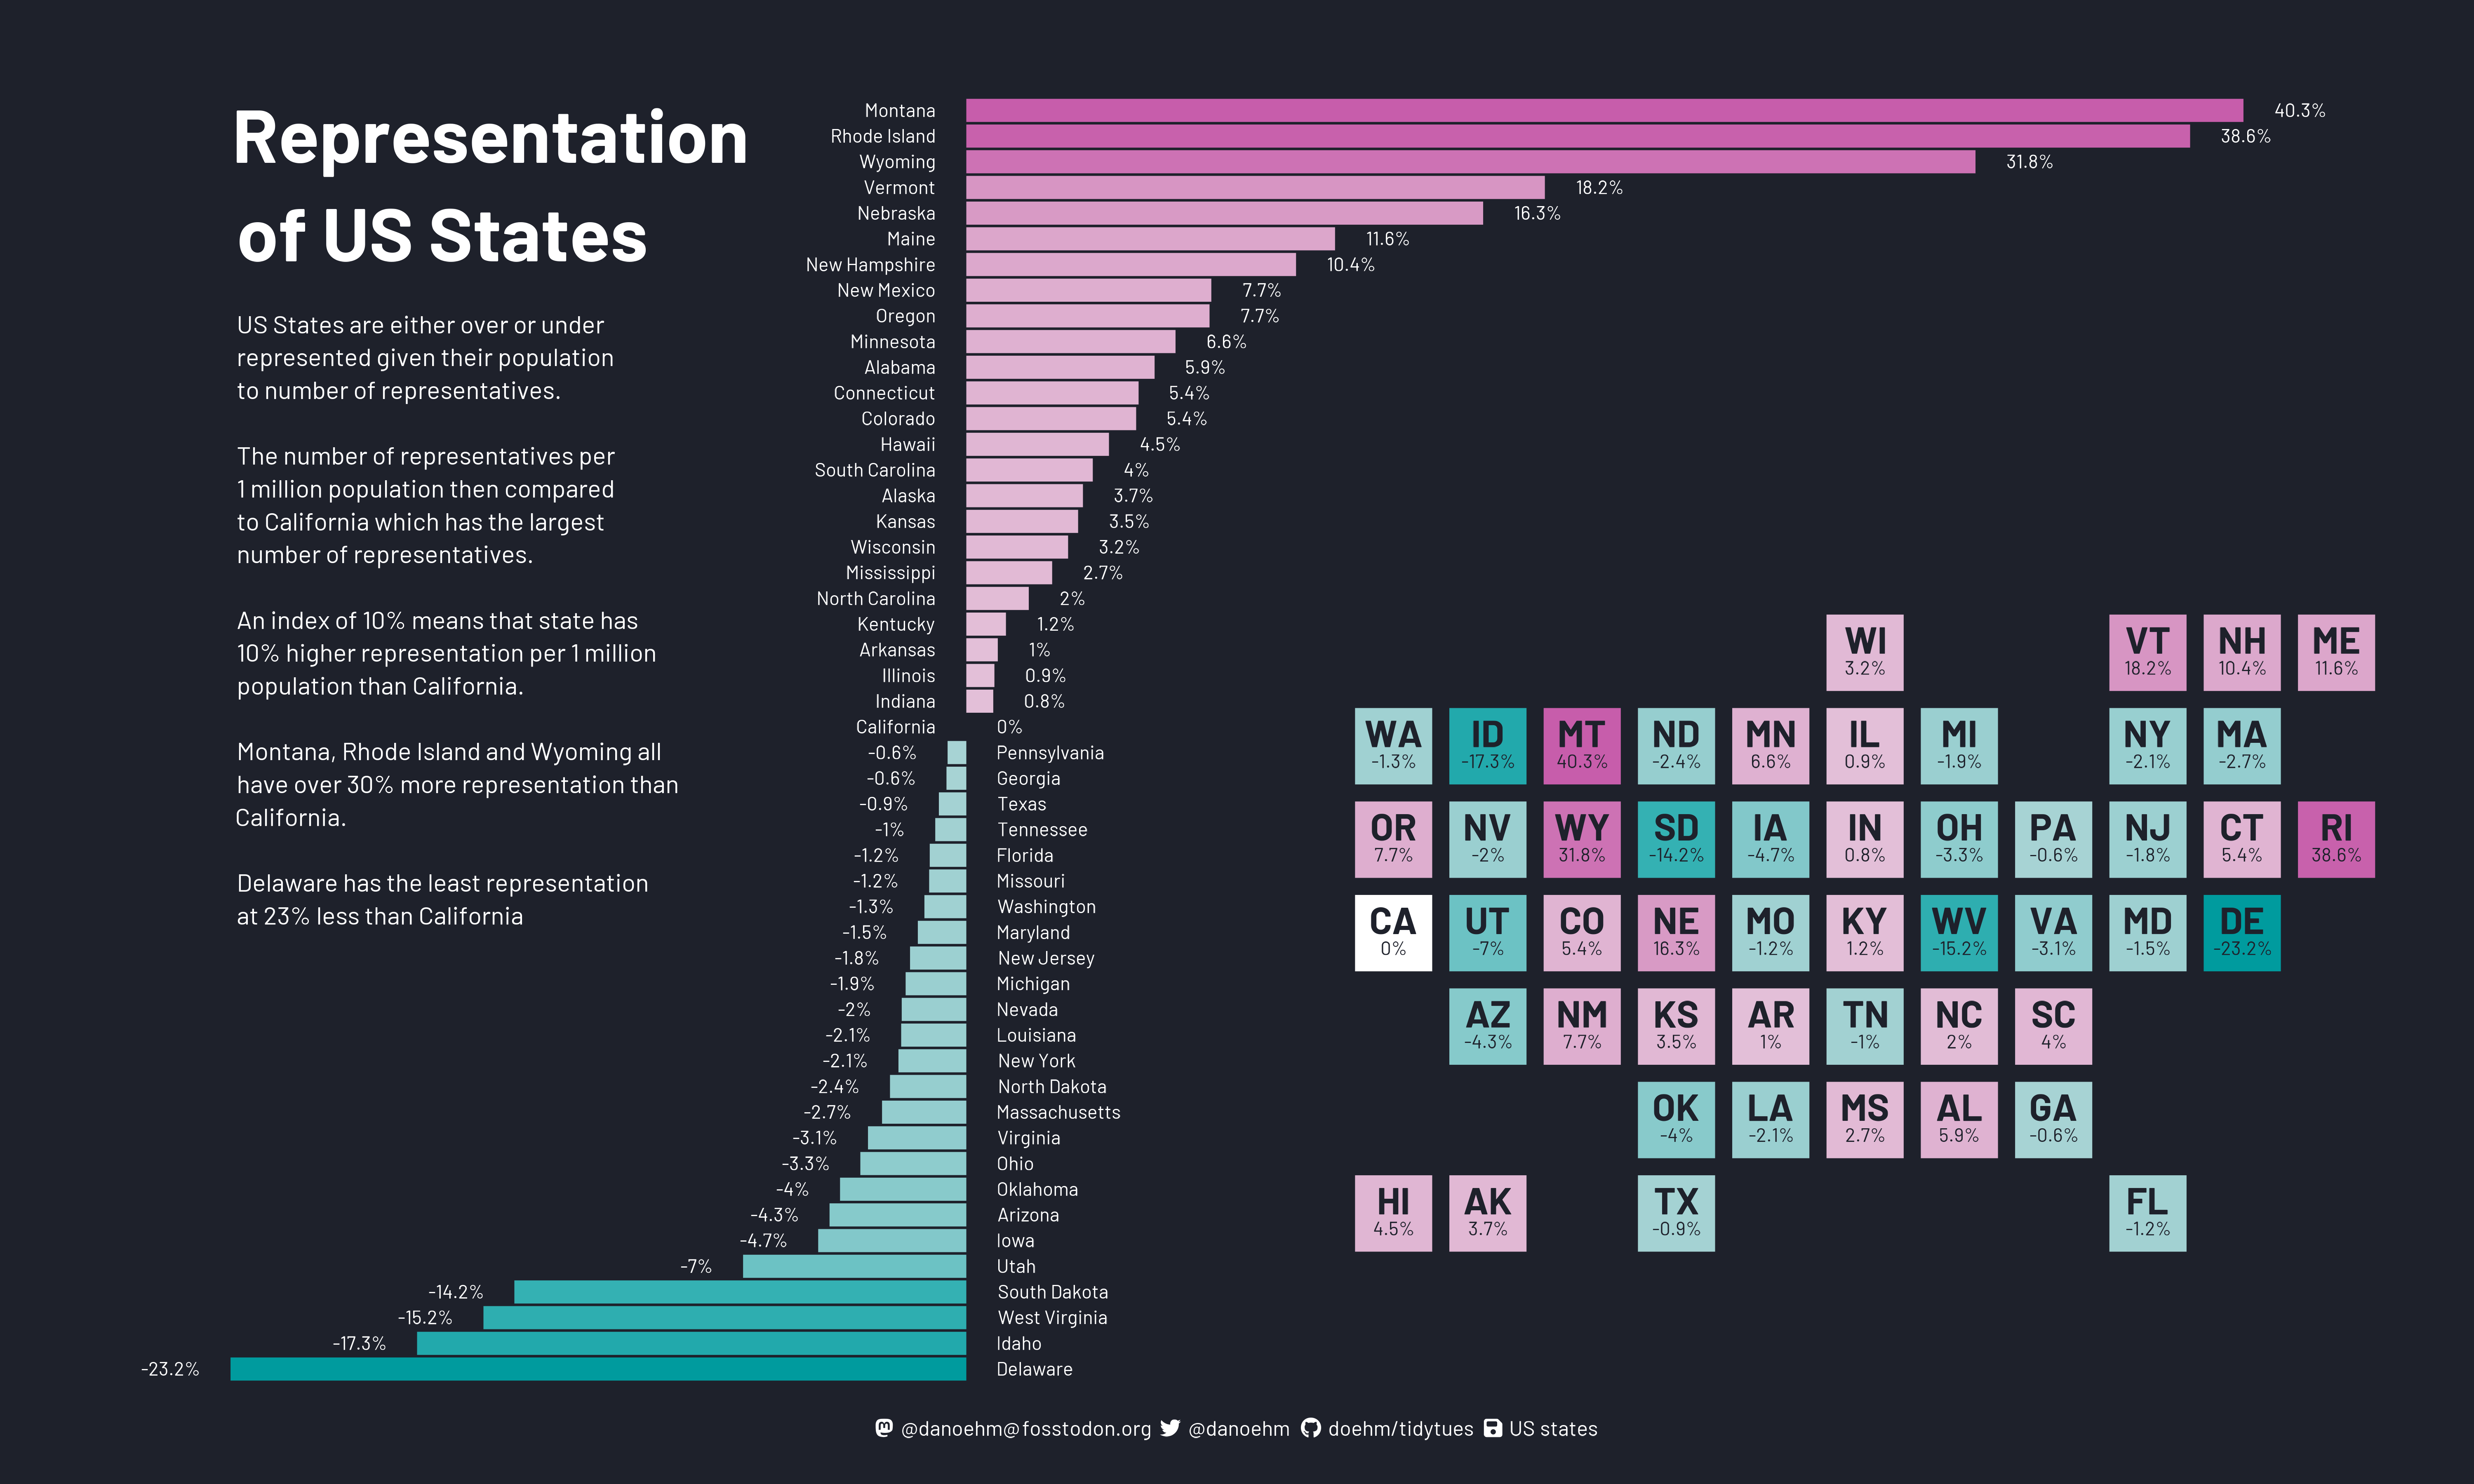 Representation
of US States
US States are either over or under
represented given their population
to number of representatives.
The number of representatives per
1 million population then compared
to California which has the largest
number of representatives.
An index of 10% means that state has
10% higher representation per 1 million
population than California.
Montana, Rhode Island and Wyoming all
have over 30% more representation than
California.
Delaware has the least representation
at 23% less than California
Montana 40.3%
Rhode Island 38.6%
Wyoming 31.8%
Vermont 18.2%
Nebraska 16.3%
Maine 11.6%
New Hampshire 10.4%
New Mexico 7.7%
Oregon 7.7%
Minnesota 6.6%
Alabama 5.9%
Connecticut 5.4%
Colorado 5.4%
Hawaii 4.5%
South Carolina 4%
Alaska 3.7%
Kansas 3.5%
Wisconsin 3.2%
Mississippi 2.7%
North Carolina 2%
Kentucky 1.2%
Arkansas 1%
Illinois 0.9%
Indiana 0.8%
California 0%
-0.6% Pennsylvania
-0.6% Georgia
-0.9% Texas
-1% Tennessee
-1.2% Florida
-1.2% Missouri
-1.3% Washington
-1.5% Maryland
-1.8% New Jersey
-1.9% Michigan
-2% Nevada
-2.1% Louisiana
-2.1% New York
-2.4% North Dakota
-2.7% Massachusetts
-3.1% Virginia
-3.3% Ohio
-4% Oklahoma
-4.3% Arizona
-4.7% Iowa
-7% Utah
-14.2% South Dakota
-15.2% West Virginia
-17.3% Idaho
-23.2% Delaware
WI VT NH ME
3.2% 18.2% 10.4% 11.6%
WA ID MT ND MN IL MI NY MA
-1.3% -17.3% 40.3% -2.4% 6.6% 0.9% -1.9% -2.1% -2.7%
OR NV WY SD IA IN OH PA NJ CT RI
7.7% -2% 31.8% -14.2% -4.7% 0.8% -3.3% -0.6% -1.8% 5.4% 38.6%
CA UT CO NE MO KY WV VA MD DE
0% -7% 5.4% 16.3% -1.2% 1.2% -15.2% -3.1% -1.5% -23.2%
AZ NM KS AR TN NC SC
-4.3% 7.7% 3.5% 1% -1% 2% 4%
OK LA MS AL GA
-4% -2.1% 2.7% 5.9% -0.6%
HI AK TX FL
4.5% 3.7% -0.9% -1.2%
@danoehm@fosstodon.org @danoehm doehm/tidytues US states